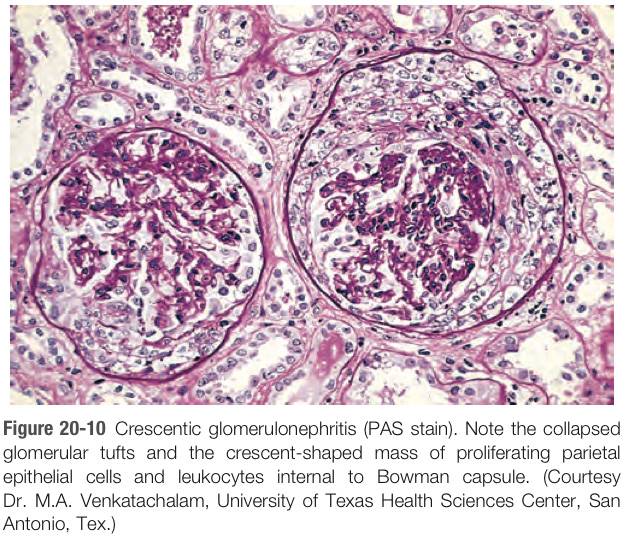 Figure 20-10 Crescentic glomerulonephritis (PAS stain). Note the collapsed
glomerular tufts and the crescent-shaped mass of proliferating parietal
epithelial cells and leukocytes internal to Bowman capsule. (Courtesy
Dr. M.A. Venkatachalam, University of Texas Health Sciences Center, San
Antonio, Tex.)